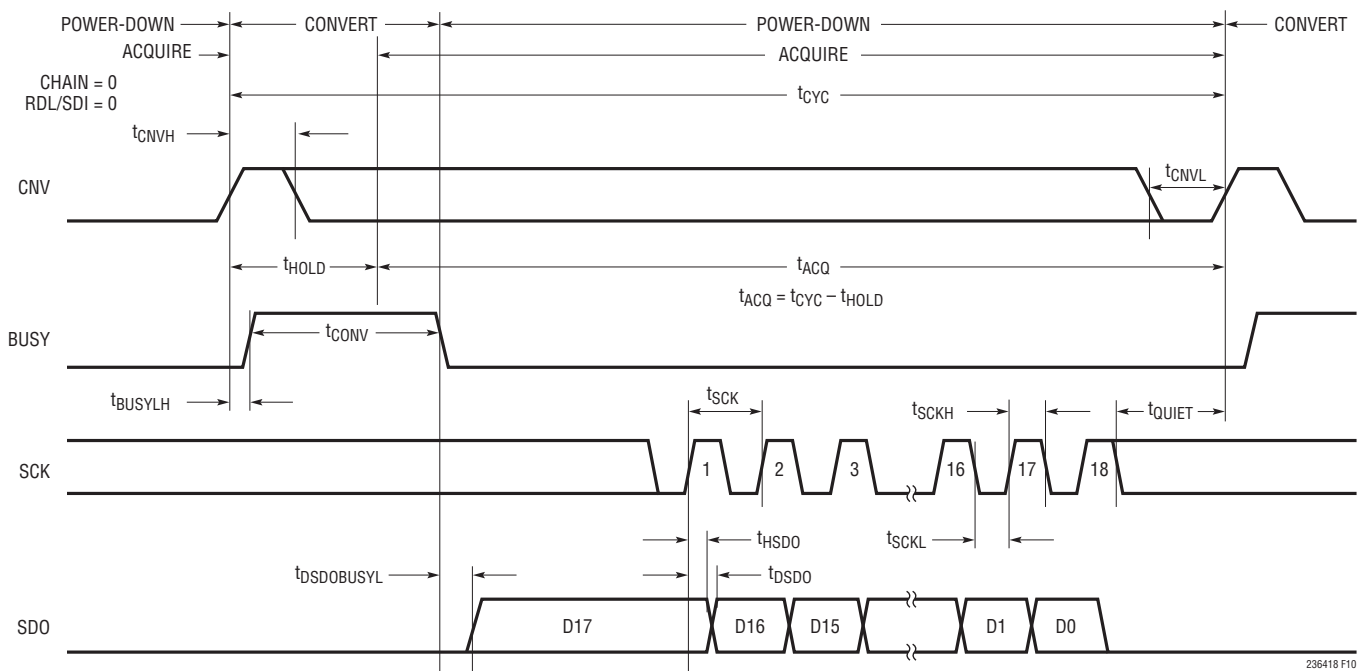 POWER-DOWN CONVERT POWER-DOWN CONVERT
ACQUIRE ACQUIRE
CHAIN = 0
RDL/SDI = 0
tCYC
tCNVH
CNV
tCNVL
tHOLD tACQ
tACQ = tCYC – tHOLD
BUSY
tCONV
tBUSYLH
tSCK
tSCKH
tQUIET
SCK
1 2 3 16 17 18
tHSDO
tSCKL
tDSDOBUSYL
tDSDO
SDO
D17 D16 D15 D1 D0
236418 F10